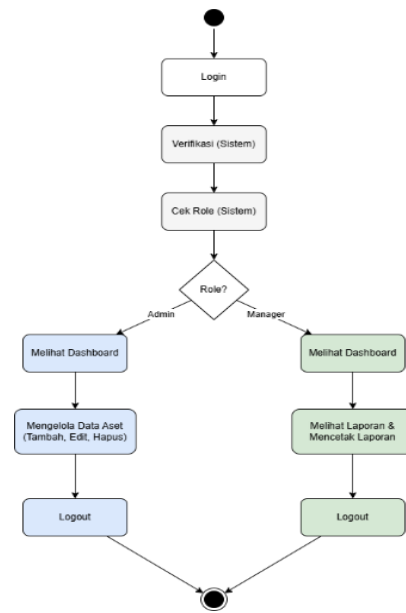 Login
Verifikasi (Sistem)
Cek Role (Sistem)
Role?
Admin
Manager
Melihat Dashboard
Melihat Dashboard
Mengelola Data Aset
(Tambah, Edit, Hapus)
Melihat Laporan &
Mencetak Laporan
Logout
Logout